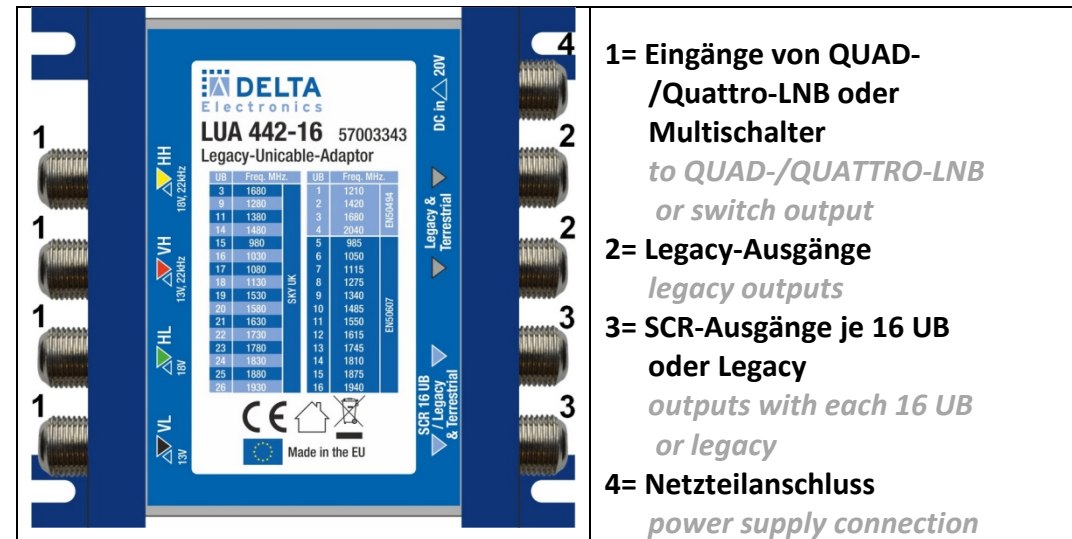 1
1
1
1
4
2
2
3
3
DELTA
Electronics
LUA 442-16 57003343
Legacy-Unicable-Adaptor
UB Freq. MHz. UB Freq. MHz.
3 1680 1 1210
9 1280 2 1420
11 1380 3 1680
14 1480 4 2040
15 980 5 985
16 1030 6 1050
17 1080 7 1115
18 1130 8 1275
19 1530 9 1340
20 1580 10 1485
21 1630 11 1550
22 1730 12 1615
23 1780 13 1745
24 1830 14 1810
25 1880 15 1875
26 1930 16 1940
SKY UK
EN50494
EN50607
CE
Made in the EU
HH
18V, 22kHz
VH
13V, 22kHz
HL
18V
VL
13V
DC in 20V
Legacy &
Terrestrial
SCR 16 UB
/ Legacy
& Terrestrial
1= Eingänge von QUAD-
/Quattro-LNB oder
Multischalter
to QUAD-/QUATTRO-LNB
or switch output
2= Legacy-Ausgänge
legacy outputs
3= SCR-Ausgänge je 16 UB
oder Legacy
outputs with each 16 UB
or legacy
4= Netzteilanschluss
power supply connection